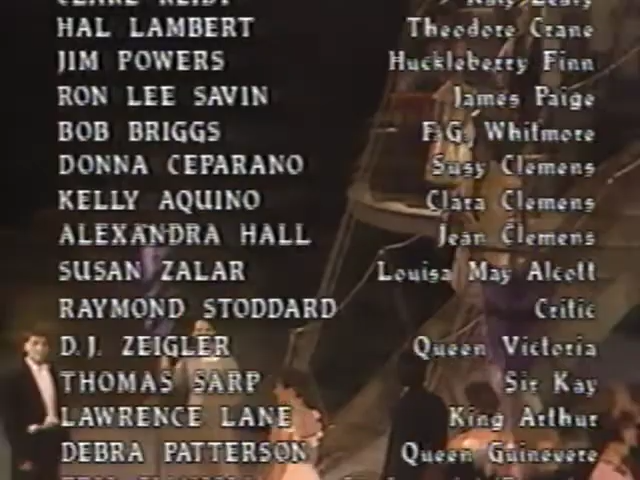 HAL LAMBERT Theodore Crane
JIM POWERS Huckleberry Finn
RON LEE SAVIN James Paige
BOB BRIGGS F.G. Whitmore
DONNA CEPARANO Susy Clemens
KELLY AQUINO Clara Clemens
ALEXANDRA HALL Jean Clemens
SUSAN ZALAR Louisa May Alcott
RAYMOND STODDARD Critic
D.J. ZEIGLER Queen Victoria
THOMAS SARP Sir Kay
LAWRENCE LANE King Arthur
DEBRA PATTERSON Queen Guinevere